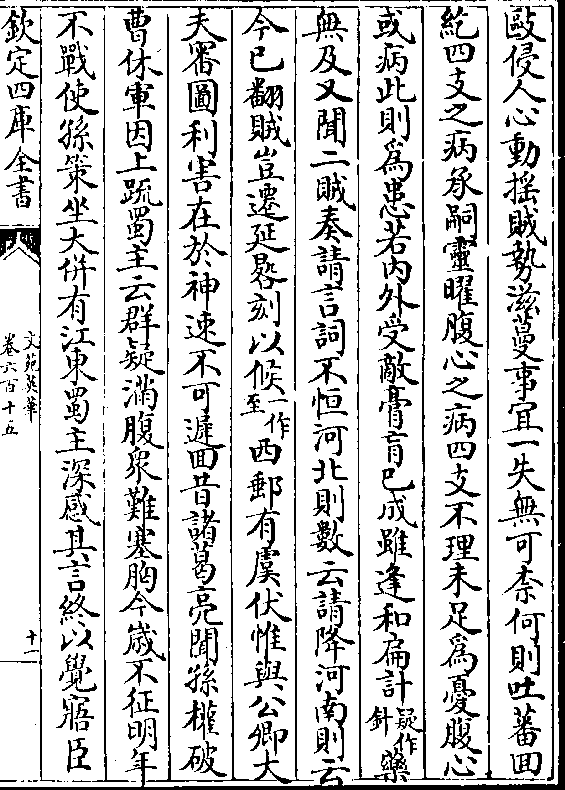 敺侵人心動揺賊勢滋蔓事宜一失無可柰何則吐蕃囬
紇四支之病承嗣靈曜腹心之病四支不理未足為憂腹心
或病此則為患若内外受敵膏肓已成雖逢和扁計疑作針藥
無及又聞二賊奏請言詞不恒河北則數云請降河南則云
今已翻賊豈遷延晷刻以候一作至西郵有虞伏惟與公卿大
夫審圖利害在於神速不可遲回昔諸葛亮聞孫權破
曹休軍因上䟽蜀主云群疑滿腹衆難塞胸今嵗不征明年
不戰使孫策坐大併有江東蜀主深感其言終以覺寤臣
欽定四庫全書
文苑英華
卷六百十五
十一